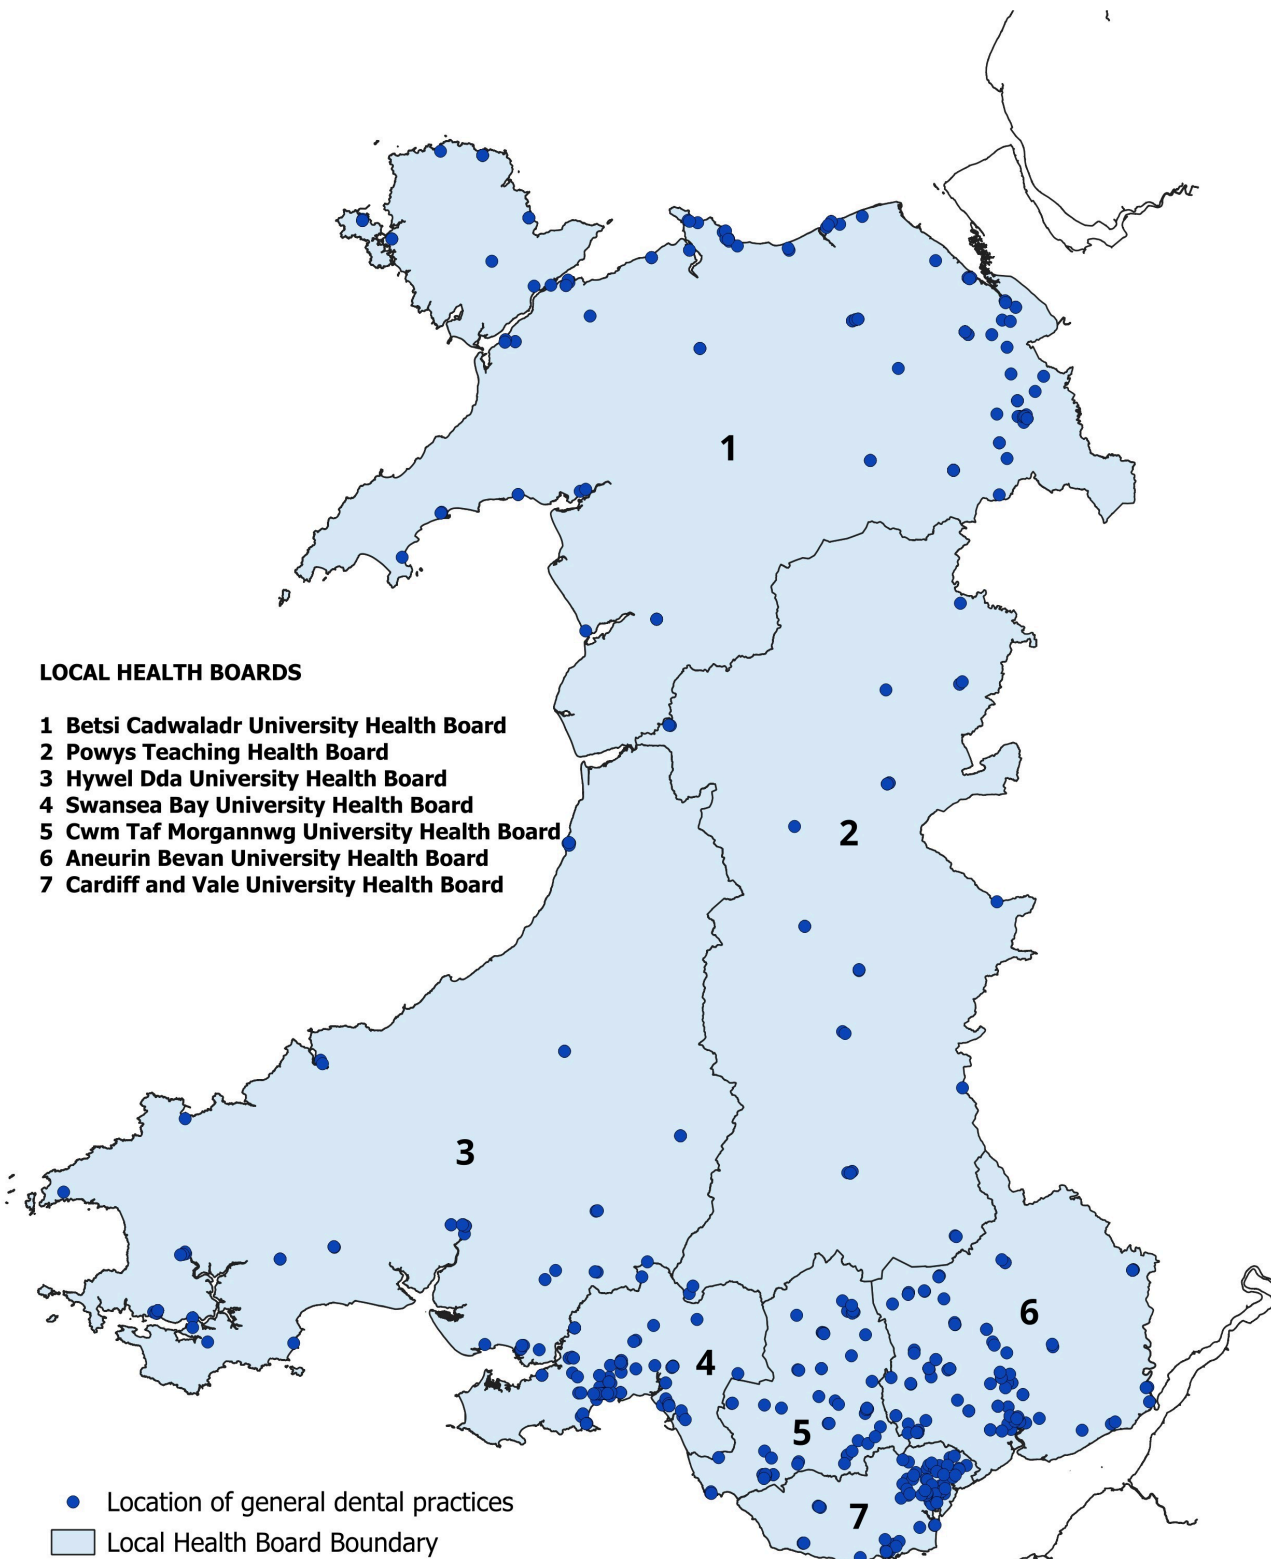 1
LOCAL HEALTH BOARDS
1 Betsi Cadwaladr University Health Board
2 Powys Teaching Health Board
3 Hywel Dda University Health Board
4 Swansea Bay University Health Board
5 Cwm Taf Morgannwg University Health Board
6 Aneurin Bevan University Health Board
7 Cardiff and Vale University Health Board
2
3
6
4
5
7
Location of general dental practices
Local Health Board Boundary